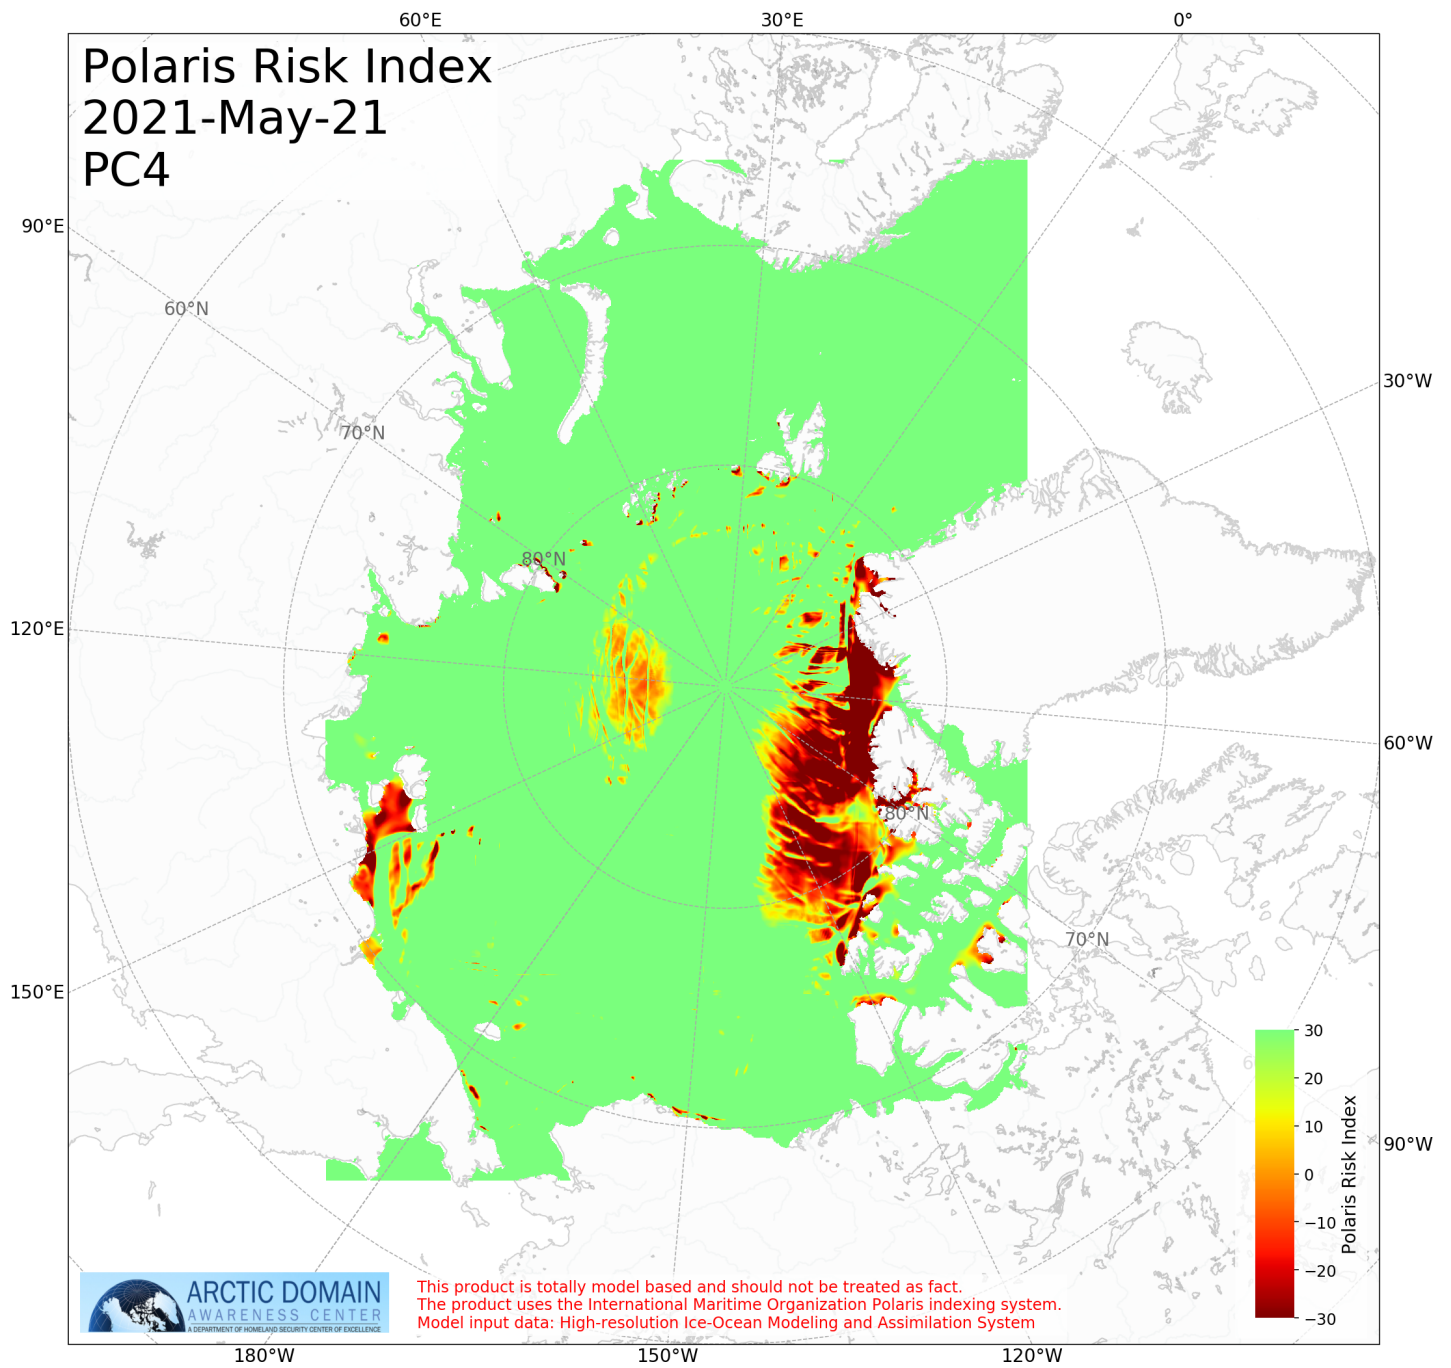 60°E
30°E
0°
Polaris Risk Index
2021-May-21
PC4
90°E
60°N
30°W
70°N
80°N
120°E
60°W
80°N
70°N
150°E
30
20
10
0
−10
−20
−30
Polaris Risk Index
90°W
ARCTIC DOMAIN
AWARENESS CENTER
A DEPARTMENT OF HOMELAND SECURITY CENTER OF EXCELLENCE
This product is totally model based and should not be treated as fact.
The product uses the International Maritime Organization Polaris indexing system.
Model input data: High-resolution Ice-Ocean Modeling and Assimilation System
180°W
150°W
120°W